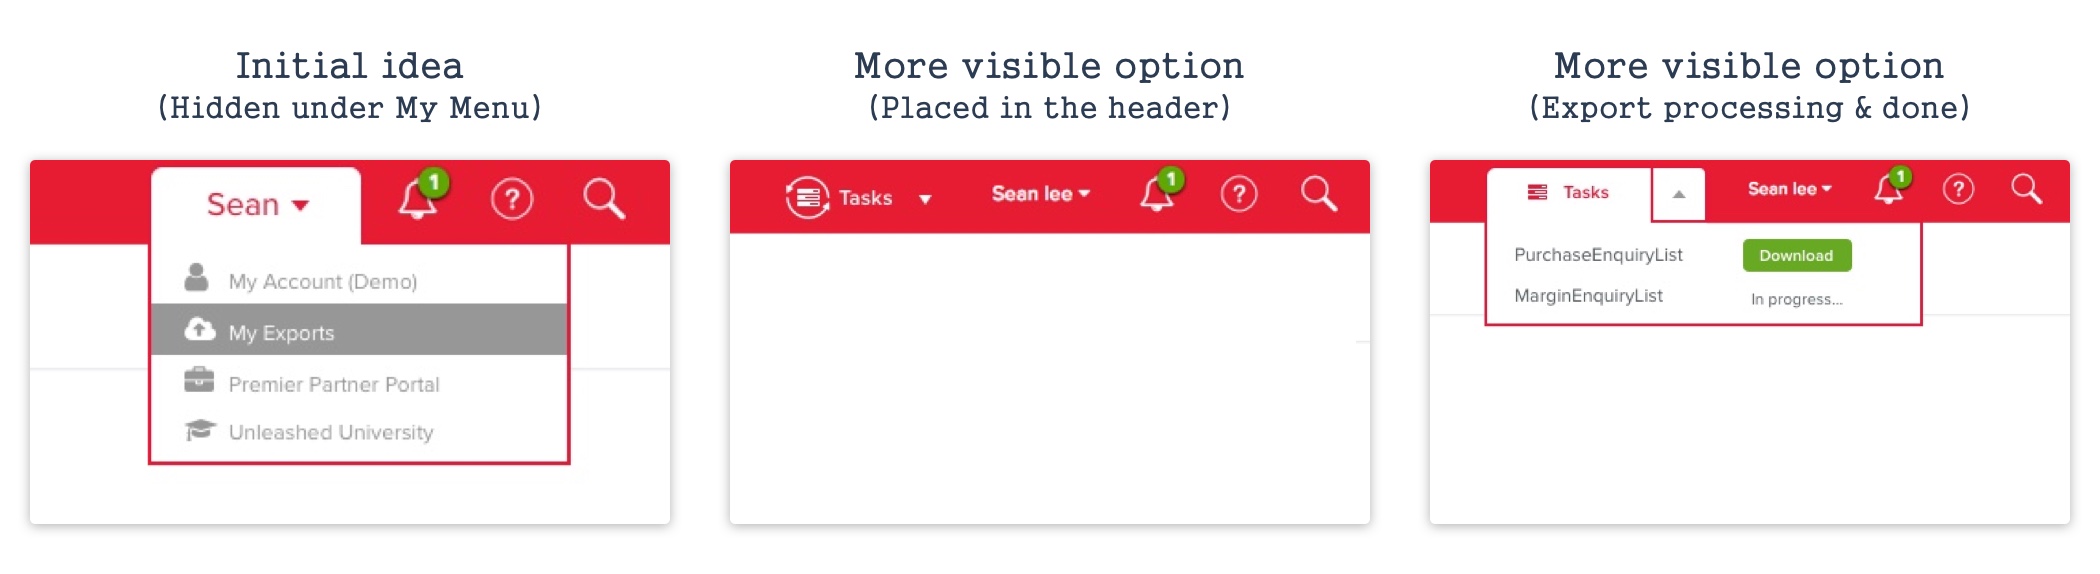 Initial idea
(Hidden under My Menu)
Sean
1
?
My Account (Demo)
My Exports
Premier Partner Portal
Unleashed University
More visible option
(Placed in the header)
Tasks
Sean lee
1
?
More visible option
(Export processing & done)
Tasks
Sean lee
1
?
PurchaseEnquiryList
Download
MarginEnquiryList
In progress...